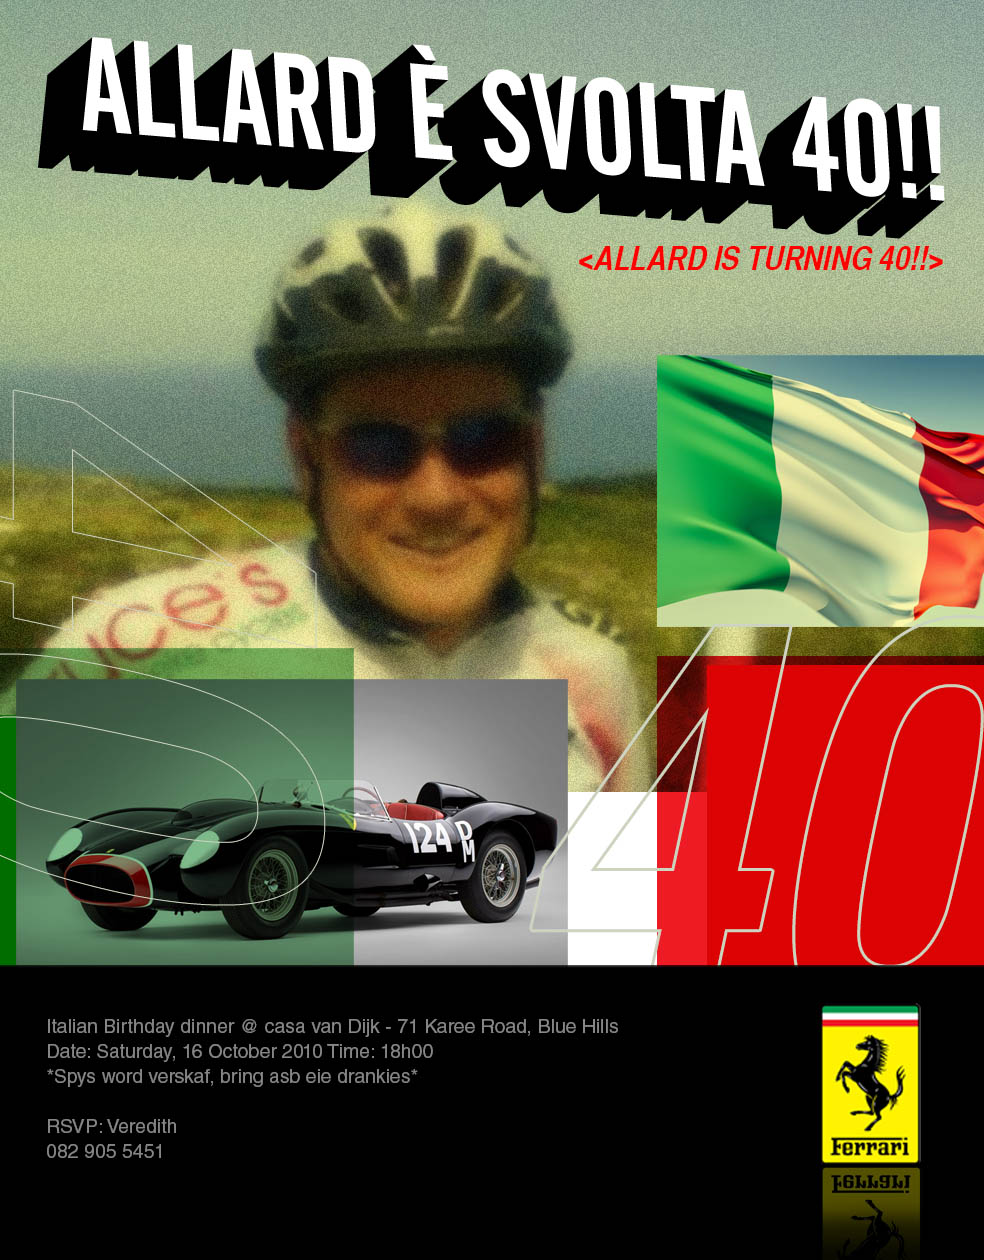 ALLARD È SVOLTA 40!!
<ALLARD IS TURNING 40!!>
124
DM
40
Italian Birthday dinner @ casa van Dijk - 71 Karee Road, Blue Hills
Date: Saturday, 16 October 2010 Time: 18h00
*Spys word verskaf, bring asb eie drankies*
RSVP: Veredith
082 905 5451
Ferrari